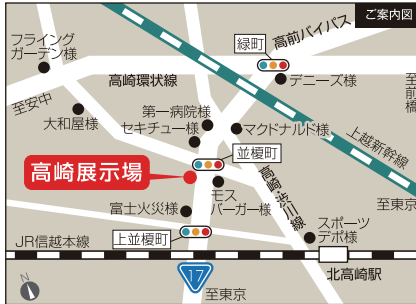 ご案内図
緑町
高前バイパス
フライング
ガーデン様
高崎環状線
デニーズ様
至前橋
至安中
大和屋様
第一病院様
セキチュー様
マクドナルド様
上越新幹線
並榎町
高崎展示場
モス
バーガー様
高崎・渋川線
至東京
富士火災様
スポーツ
デポ様
上並榎町
JR信越本線
17
北高崎駅
至東京
N